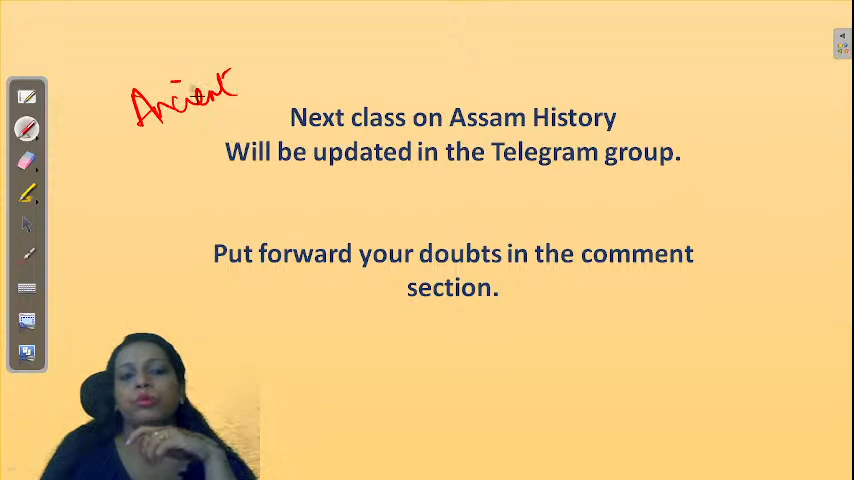 Ancient
Next class on Assam History
Will be updated in the Telegram group.
Put forward your doubts in the comment
section.